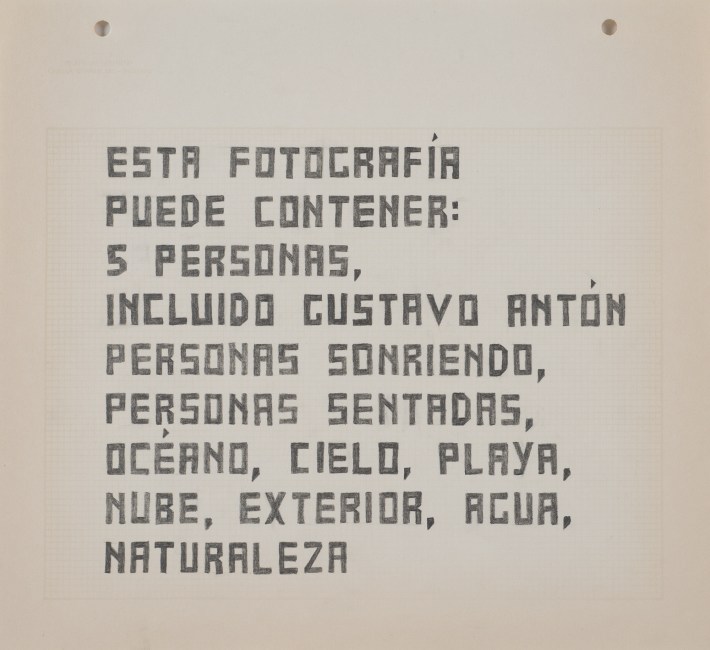 ESTA FOTOGRAFÍA
PUEDE CONTENER:
5 PERSONAS,
INCLUIDO GUSTAVO ANTÓN
PERSONAS SONRIENDO,
PERSONAS SENTADAS,
OCÉANO, CIELO, PLAYA,
NUBE, EXTERIOR, AGUA,
NATURALEZA